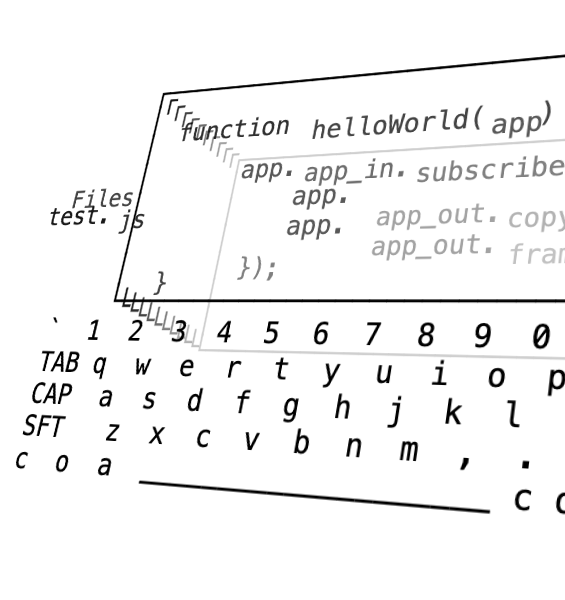 function helloWorld( app)
app. app_in. subscribe
app.
app. app_out. copy
app_out. fram
});
}
Files
test. js
` 1 2 3 4 5 6 7 8 9 0
TAB q w e r t y u i o p
CAP a s d f g h j k l
SFT z x c v b n m , .
c o a c